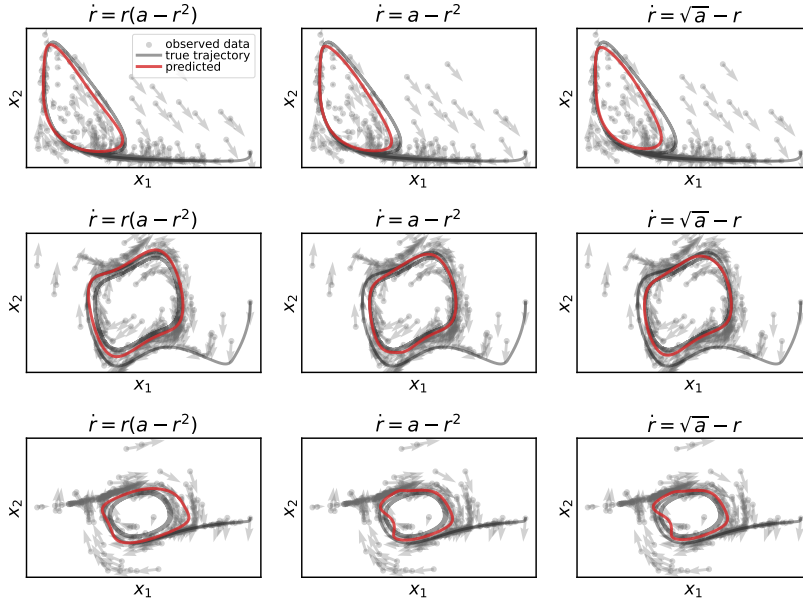 ṙ = r(a − r²)
ṙ = a − r²
ṙ = √a − r
observed data
true trajectory
predicted
x₂
x₂
x₂
x₁
x₁
x₁
ṙ = r(a − r²)
ṙ = a − r²
ṙ = √a − r
x₂
x₂
x₂
x₁
x₁
x₁
ṙ = r(a − r²)
ṙ = a − r²
ṙ = √a − r
x₂
x₂
x₂
x₁
x₁
x₁